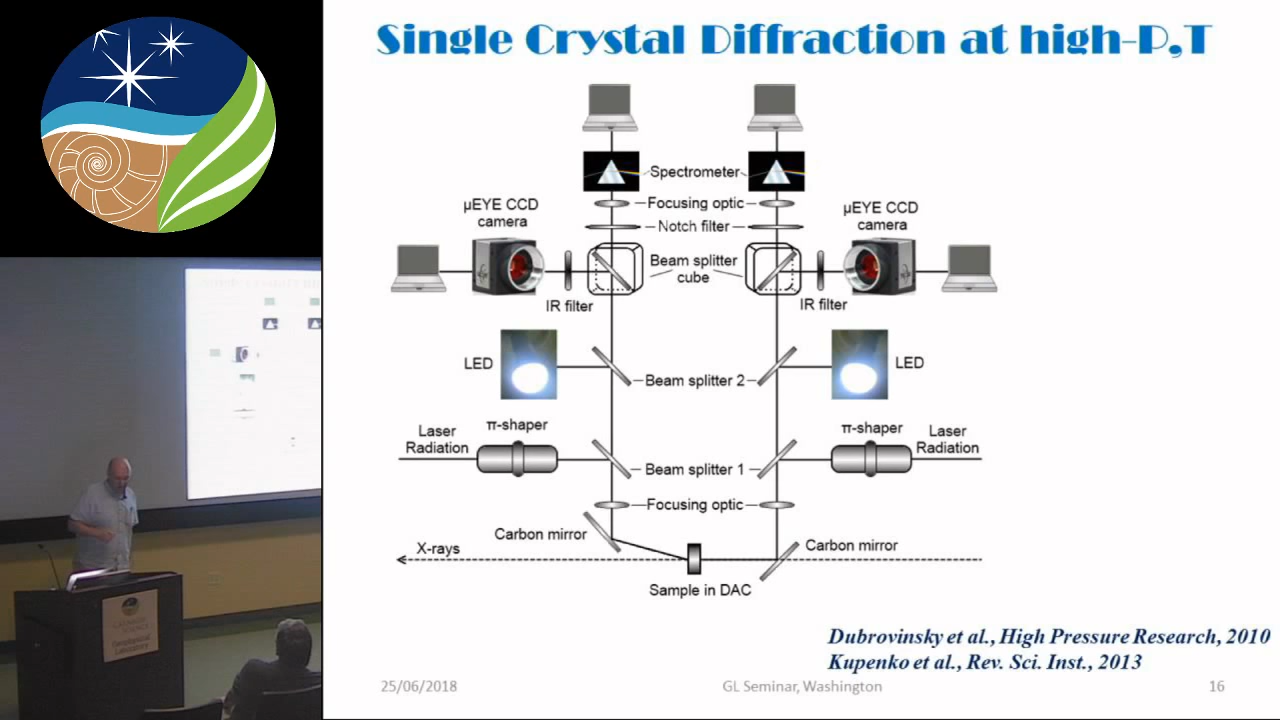 Single Crystal Diffraction at high-P,T
Spectrometer
Focusing optic
Notch filter
µEYE CCD
camera
µEYE CCD
camera
Beam splitter
cube
IR filter
IR filter
LED
LED
Beam splitter 2
π-shaper
π-shaper
Laser
Radiation
Laser
Radiation
Beam splitter 1
Focusing optic
Carbon mirror
Carbon mirror
X-rays
Sample in DAC
Dubrovinsky et al., High Pressure Research, 2010
Kupenko et al., Rev. Sci. Inst., 2013
25/06/2018
GL Seminar, Washington
16